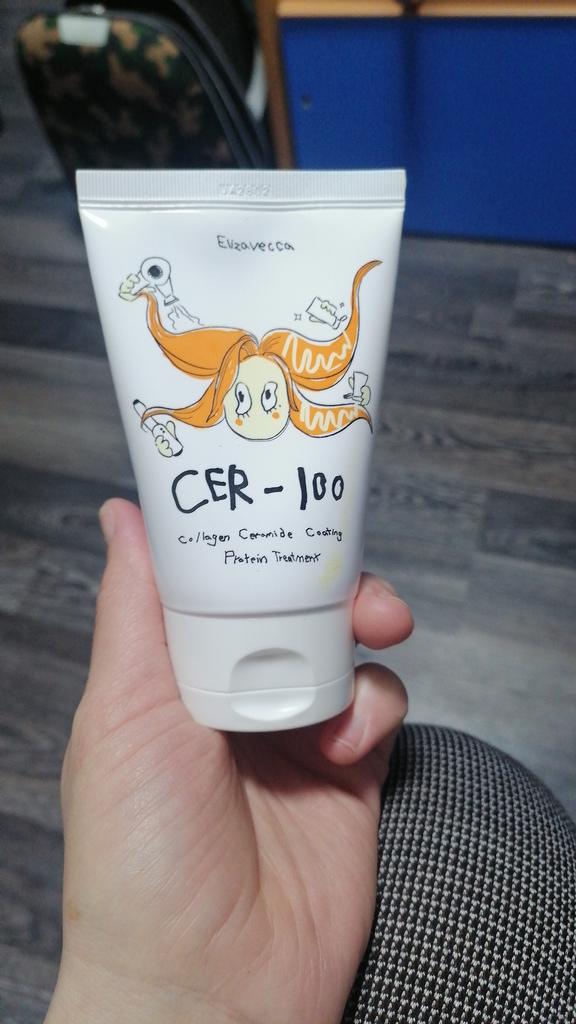 Elizavecca
CER-100
Collagen Ceramide Coating
Protein Treatment